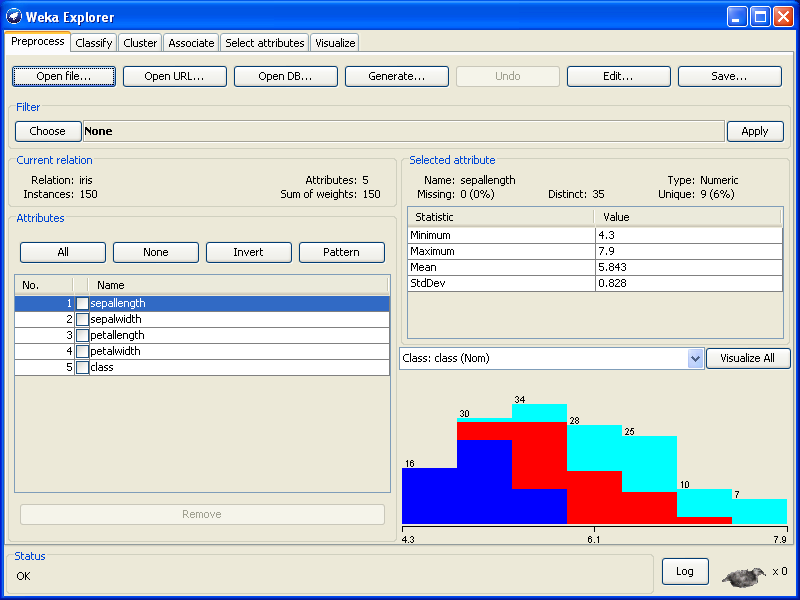 Weka Explorer
Preprocess Classify Cluster Associate Select attributes Visualize
Open file... Open URL... Open DB... Generate... Undo Edit... Save...
Filter
Choose None Apply
Current relation
Relation: iris Attributes: 5
Instances: 150 Sum of weights: 150
Attributes
All None Invert Pattern
No. Name
1 sepallength
2 sepalwidth
3 petallength
4 petalwidth
5 class
Remove
Selected attribute
Name: sepallength Type: Numeric
Missing: 0 (0%) Distinct: 35 Unique: 9 (6%)
Statistic Value
Minimum 4.3
Maximum 7.9
Mean 5.843
StdDev 0.828
Class: class (Nom) Visualize All
16 30 34 28 25 10 7
4.3 6.1 7.9
Status
OK
Log x 0